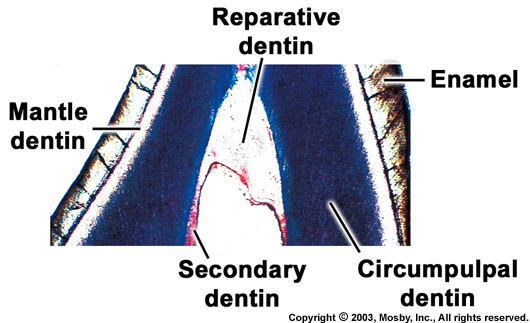 Reparative
dentin
Enamel
Mantle
dentin
Secondary
dentin
Circumpulpal
dentin
Copyright © 2003, Mosby, Inc., All rights reserved.